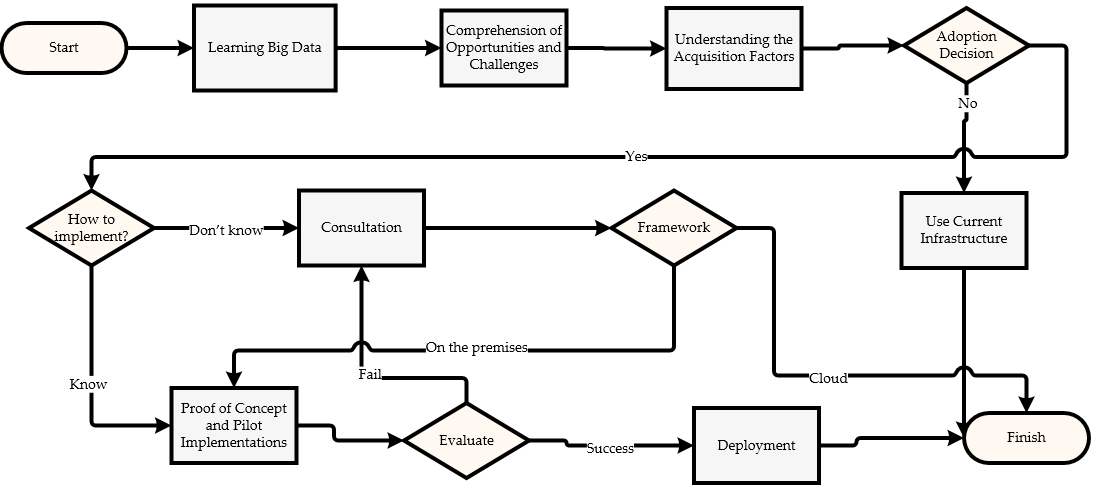 Start
Learning Big Data
Comprehension of
Opportunities and
Challenges
Understanding the
Acquisition Factors
Adoption
Decision
No
Yes
How to
implement?
Don't know
Consultation
Framework
Use Current
Infrastructure
On the premises
Fail
Cloud
Know
Proof of Concept
and Pilot
Implementations
Evaluate
Success
Deployment
Finish